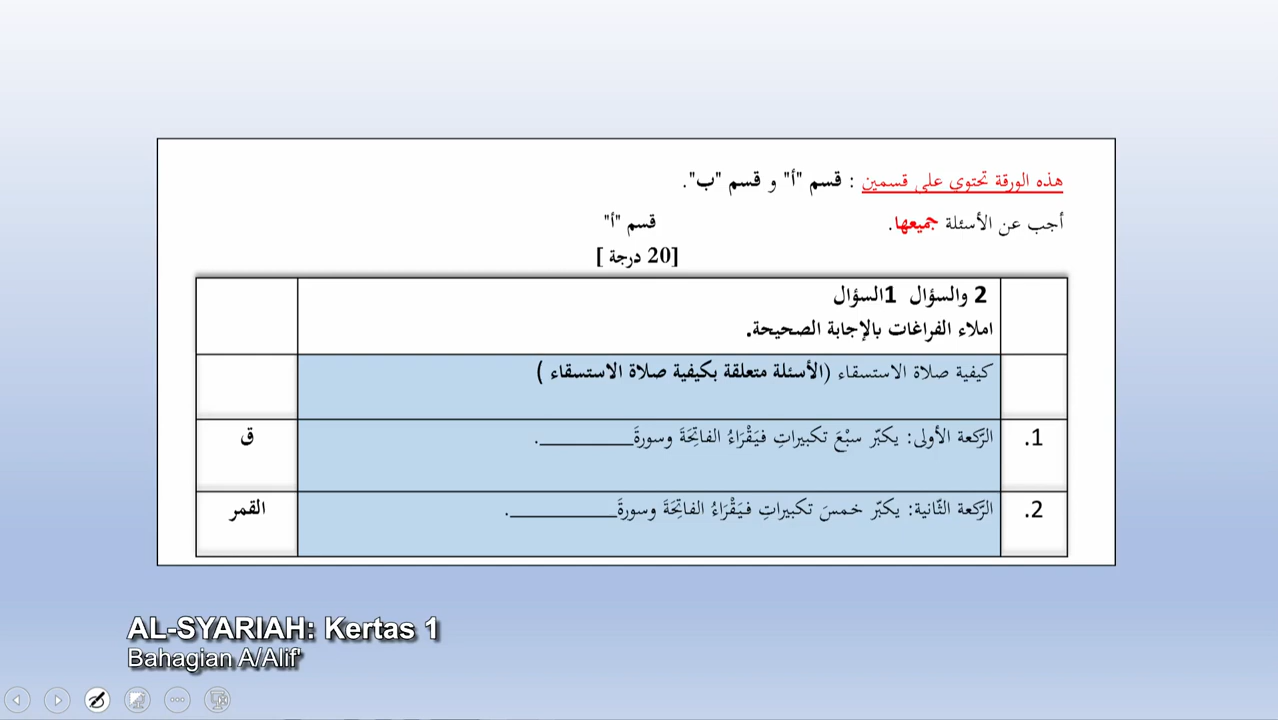 هذه الورقة تحتوي على قسمين : قسم "أ" و قسم "ب".
أجب عن الأسئلة جميعها.
قسم "أ"
[20 درجة ]
السؤال 1 والسؤال 2
املاء الفراغات بالإجابة الصحيحة.
كيفية صلاة الاستسقاء (الأسئلة متعلقة بكيفية صلاة الاستسقاء )
1. الرّكعة الأولى: يكبّر سبْعَ تكبيراتٍ فيَقْرَاءُ الفاتِحَةَ وسورةَ_________. ق
2. الرّكعة الثّانية: يكبّر خمسَ تكبيراتٍ فيَقْرَاءُ الفاتِحَةَ وسورةَ__________. القمر
AL-SYARIAH: Kertas 1
Bahagian A/Alif'